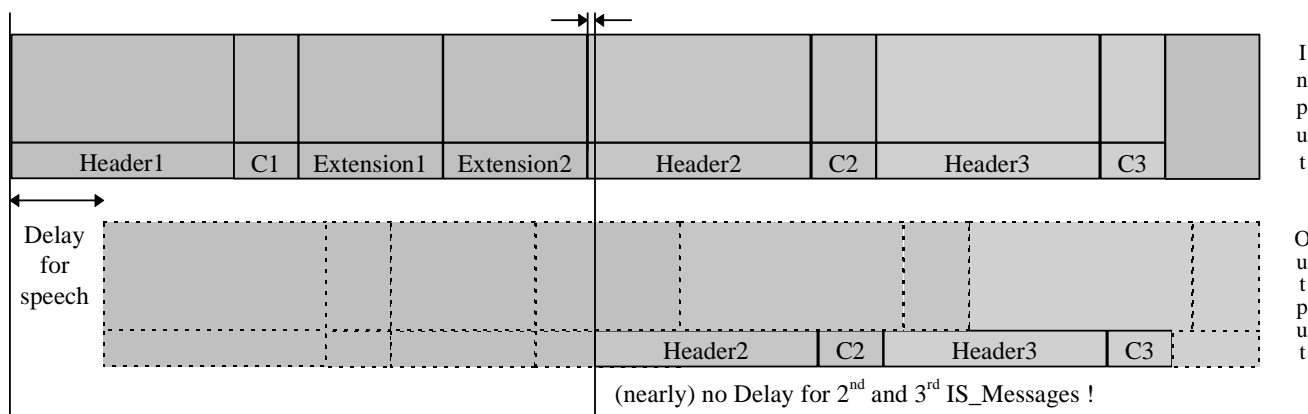 Input
Header1 C1 Extension1 Extension2 Header2 C2 Header3 C3
Delay
for
speech
Output
Header2 C2 Header3 C3
(nearly) no Delay for 2nd and 3rd IS_Messages !